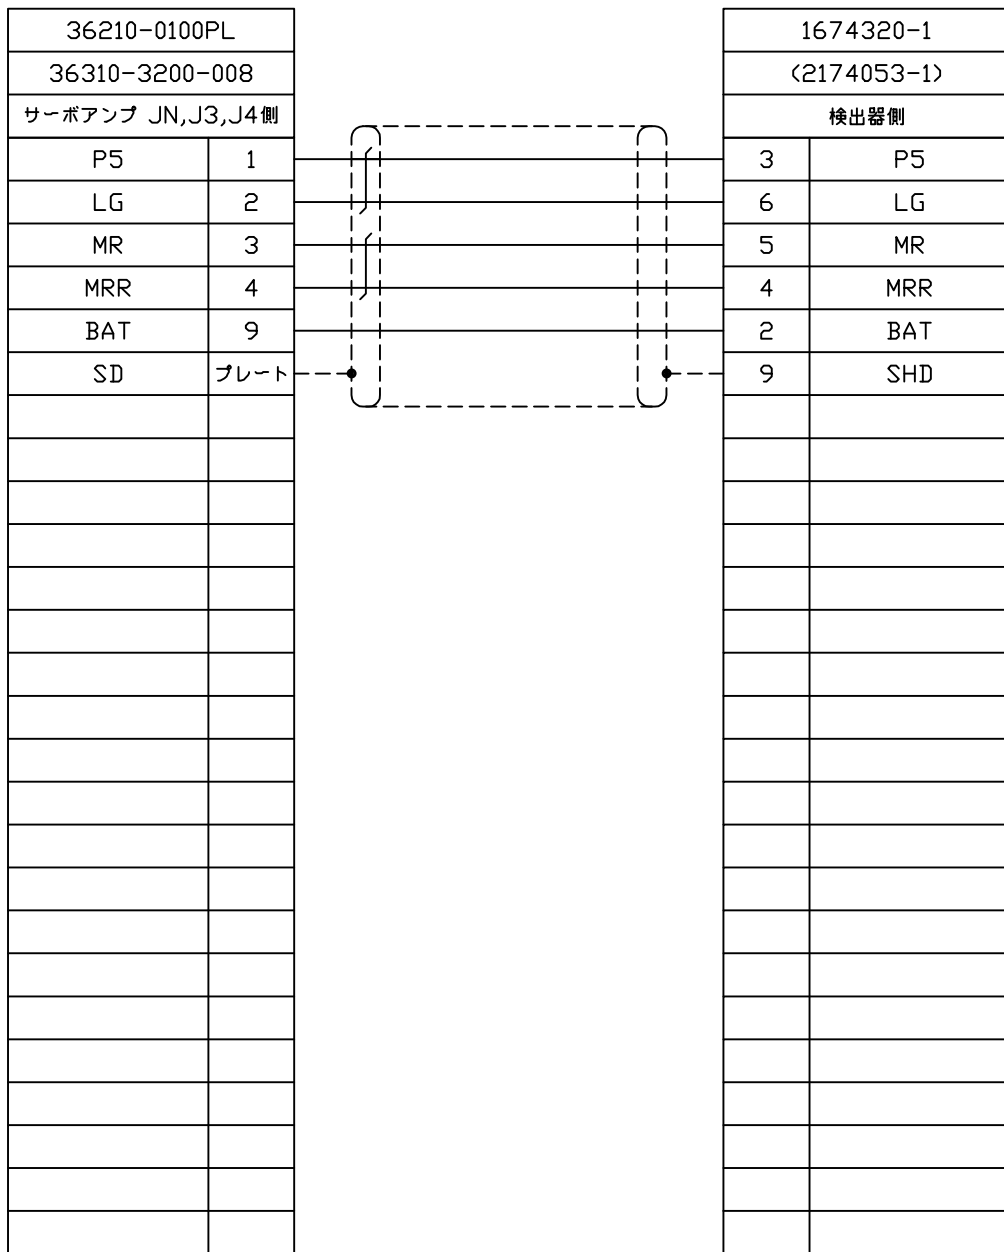 36210-0100PL
36310-3200-008
サーボアンプ JN,J3,J4側
P5 1
LG 2
MR 3
MRR 4
BAT 9
SD プレート
1674320-1
(2174053-1)
検出器側
3 P5
6 LG
5 MR
4 MRR
2 BAT
9 SHD